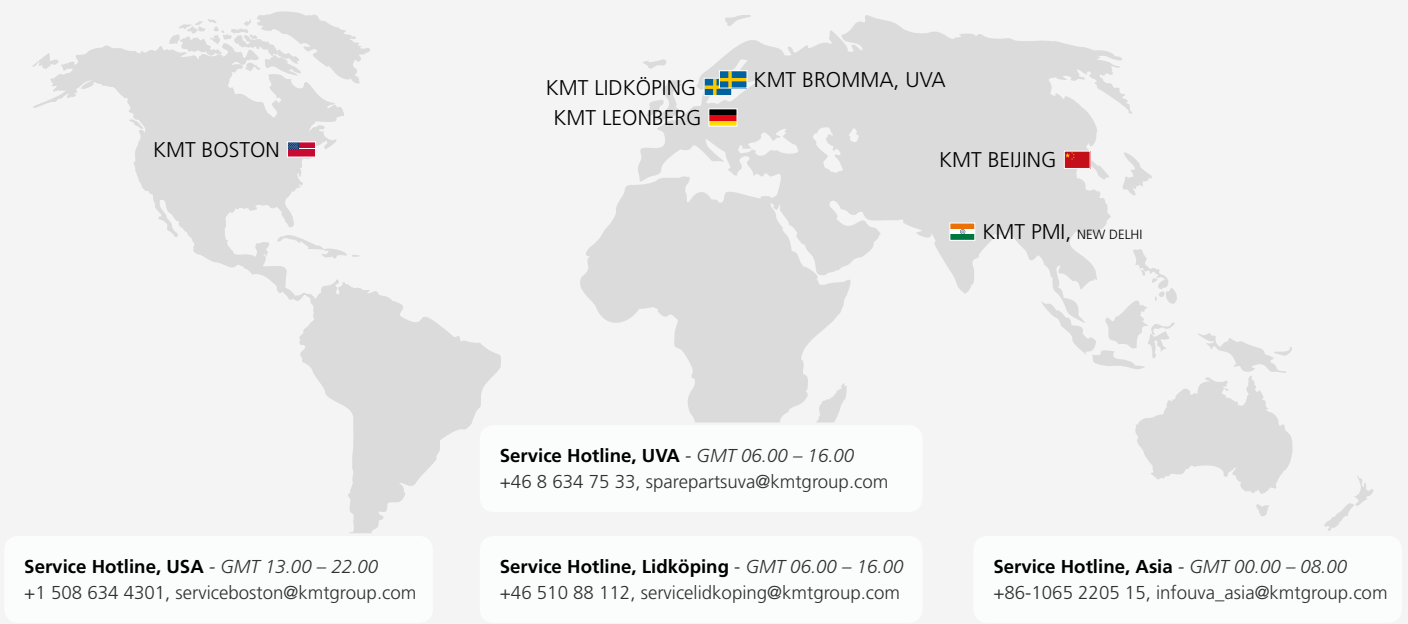 KMT LIDKÖPING
KMT BROMMA, UVA
KMT LEONBERG
KMT BOSTON
KMT BEIJING
KMT PMI, NEW DELHI
Service Hotline, UVA - GMT 06.00 – 16.00
+46 8 634 75 33, sparepartsuva@kmtgroup.com
Service Hotline, USA - GMT 13.00 – 22.00
+1 508 634 4301, serviceboston@kmtgroup.com
Service Hotline, Lidköping - GMT 06.00 – 16.00
+46 510 88 112, servicelidkoping@kmtgroup.com
Service Hotline, Asia - GMT 00.00 – 08.00
+86-1065 2205 15, infouva_asia@kmtgroup.com